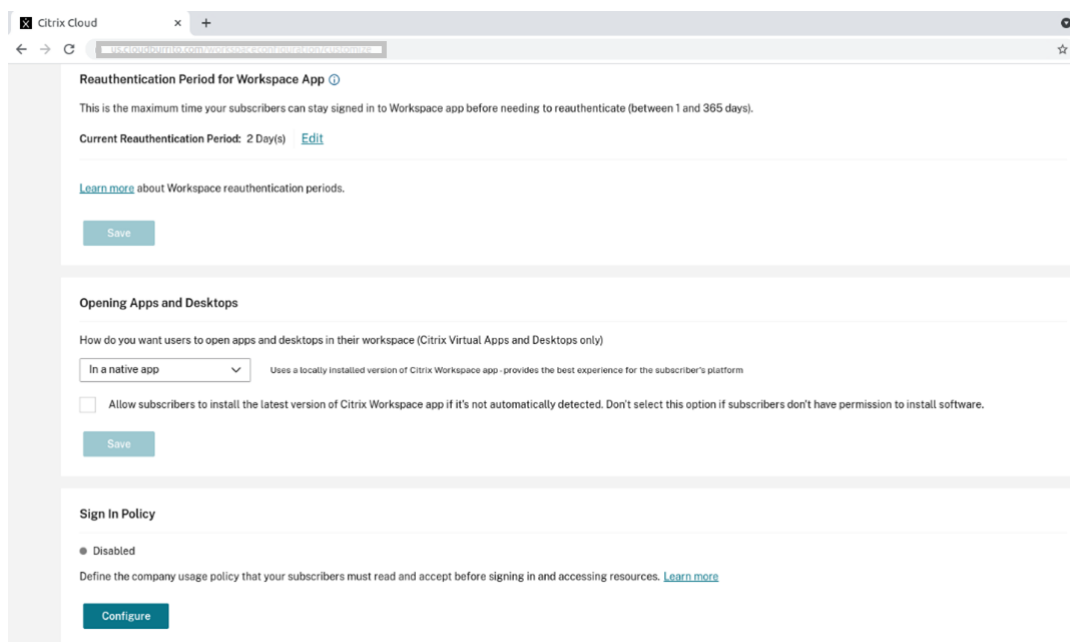 Citrix Cloud
us.cloudburrito.com/workspaceconfiguration/customize
Reauthentication Period for Workspace App
This is the maximum time your subscribers can stay signed in to Workspace app before needing to reauthenticate (between 1 and 365 days).
Current Reauthentication Period: 2 Day(s) Edit
Learn more about Workspace reauthentication periods.
Save
Opening Apps and Desktops
How do you want users to open apps and desktops in their workspace (Citrix Virtual Apps and Desktops only)
In a native app Uses a locally installed version of Citrix Workspace app - provides the best experience for the subscriber's platform
Allow subscribers to install the latest version of Citrix Workspace app if it's not automatically detected. Don't select this option if subscribers don't have permission to install software.
Save
Sign In Policy
Disabled
Define the company usage policy that your subscribers must read and accept before signing in and accessing resources. Learn more
Configure